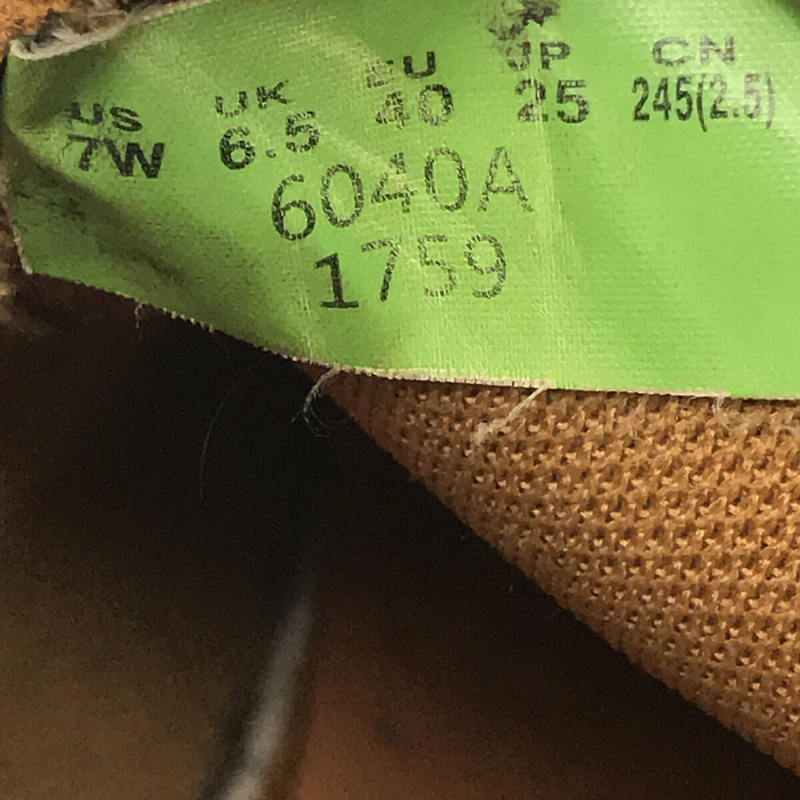 US UK EU JP CN
7W 6.5 40 25 245(2.5)
6040A
1759